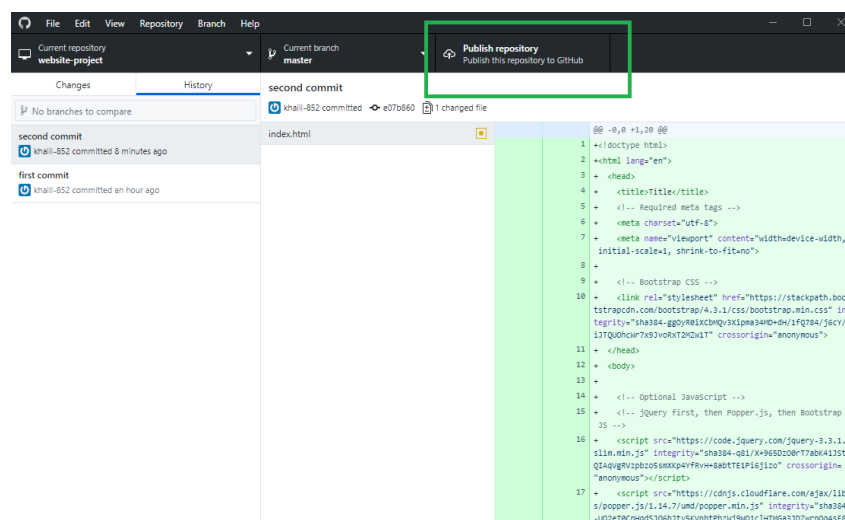 File Edit View Repository Branch Help
Current repository
website-project
Current branch
master
Publish repository
Publish this repository to GitHub
Changes History
No branches to compare
second commit
khalil-852 committed 8 minutes ago
first commit
khalil-852 committed an hour ago
second commit
khalil-852 committed e07b860 1 changed file
index.html
@@ -0,0 +1,20 @@
1 +<!doctype html>
2 +<html lang="en">
3 + <head>
4 + <title>Title</title>
5 + <!-- Required meta tags -->
6 + <meta charset="utf-8">
7 + <meta name="viewport" content="width=device-width,
initial-scale=1, shrink-to-fit=no">
8 +
9 + <!-- Bootstrap CSS -->
10 + <link rel="stylesheet" href="https://stackpath.boo
tstrapcdn.com/bootstrap/4.3.1/css/bootstrap.min.css" in
tegrity="sha384-ggOyR0iXCbMQv3Xipma34MD+dH/1fQ784/j6cY/
iJTQUOhcWr7x9JvoRxT2MZw1T" crossorigin="anonymous">
11 + </head>
12 + <body>
13 +
14 + <!-- Optional JavaScript -->
15 + <!-- jQuery first, then Popper.js, then Bootstrap
JS -->
16 + <script src="https://code.jquery.com/jquery-3.3.1.
slim.min.js" integrity="sha384-q8i/X+965DzO0rT7abK41JSt
QIAqVgRVzpbzo5smXKp4YfRvH+8abtTE1Pi6jizo" crossorigin=
"anonymous"></script>
17 + <script src="https://cdnjs.cloudflare.com/ajax/lib
s/popper.js/1.14.7/umd/popper.min.js" integrity="sha384